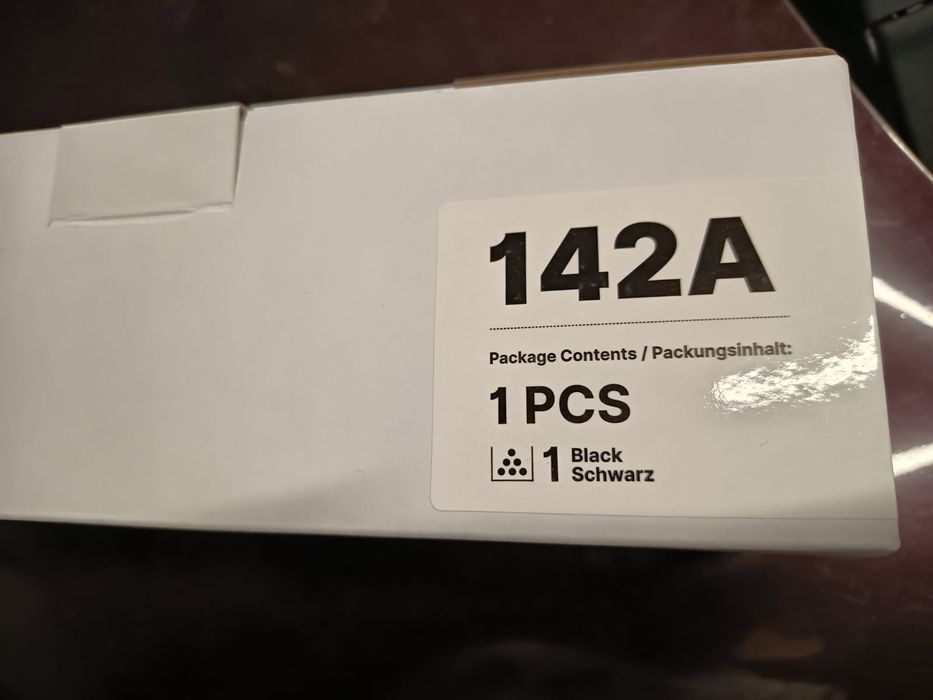 142A
Package Contents / Packungsinhalt:
1 PCS
1 Black
Schwarz